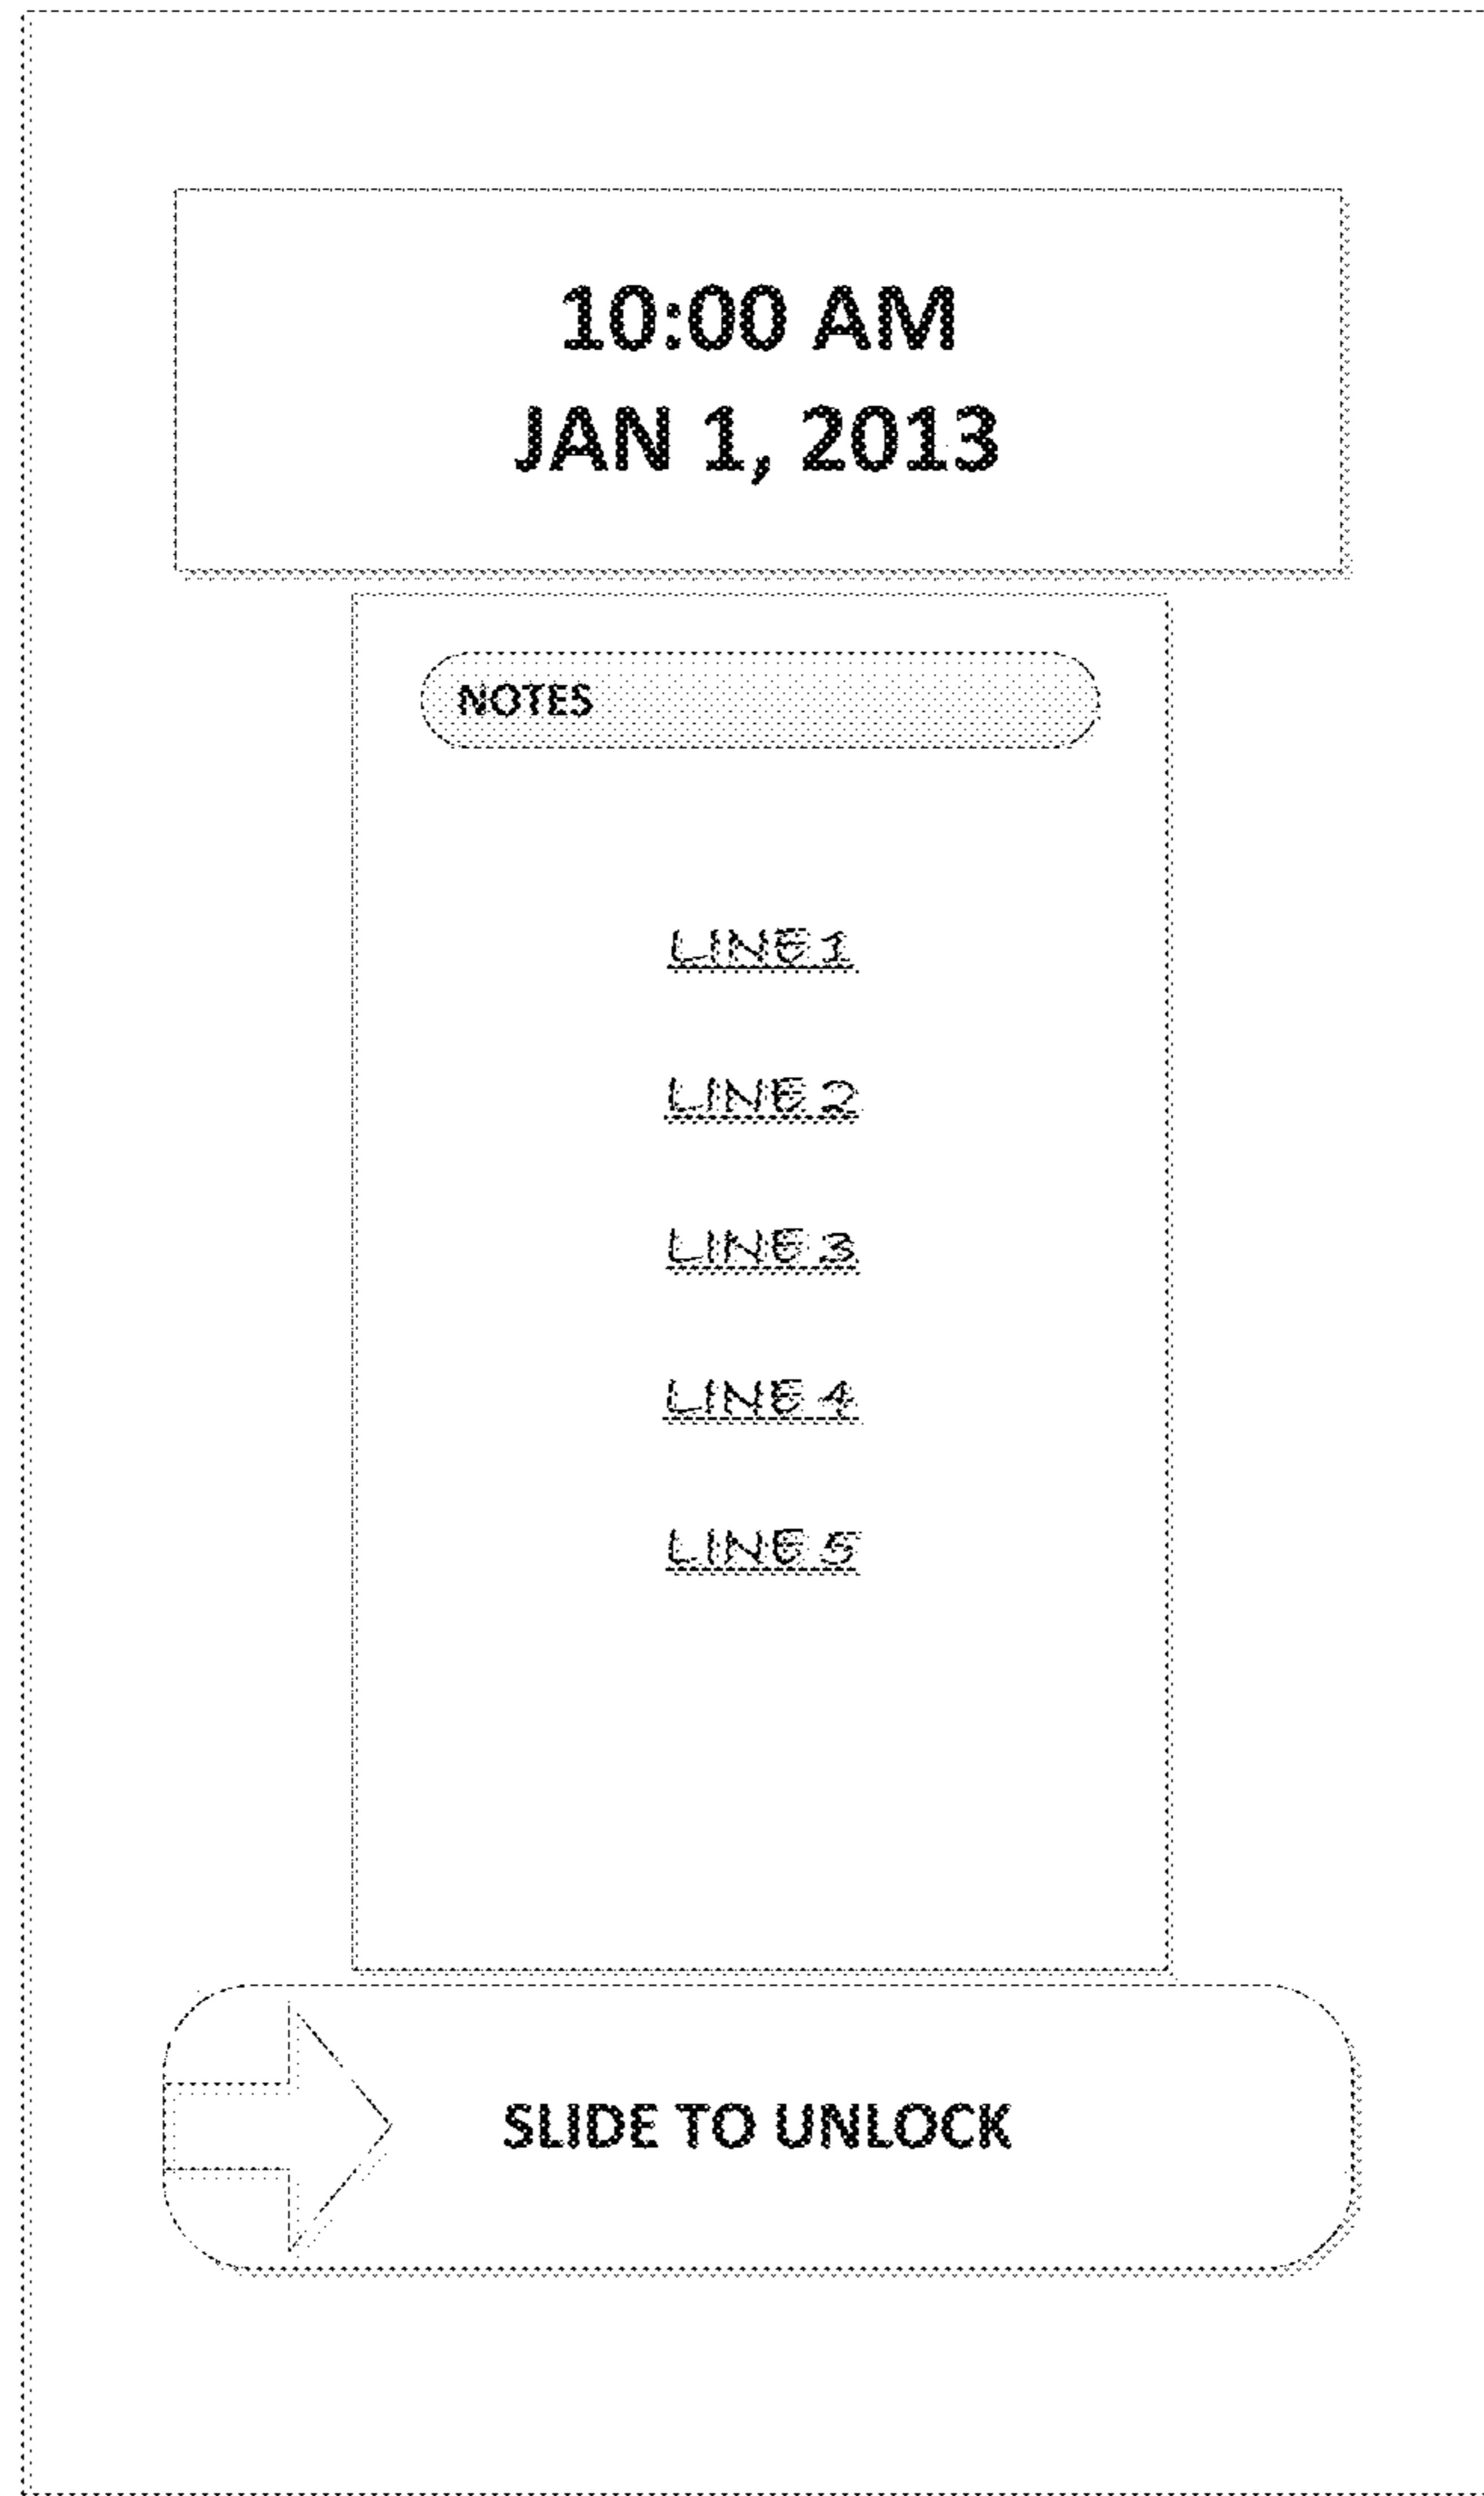 10:00 AM
JAN 1, 2013
NOTES
LINE 1
LINE 2
LINE 3
LINE 4
LINE 5
SLIDE TO UNLOCK